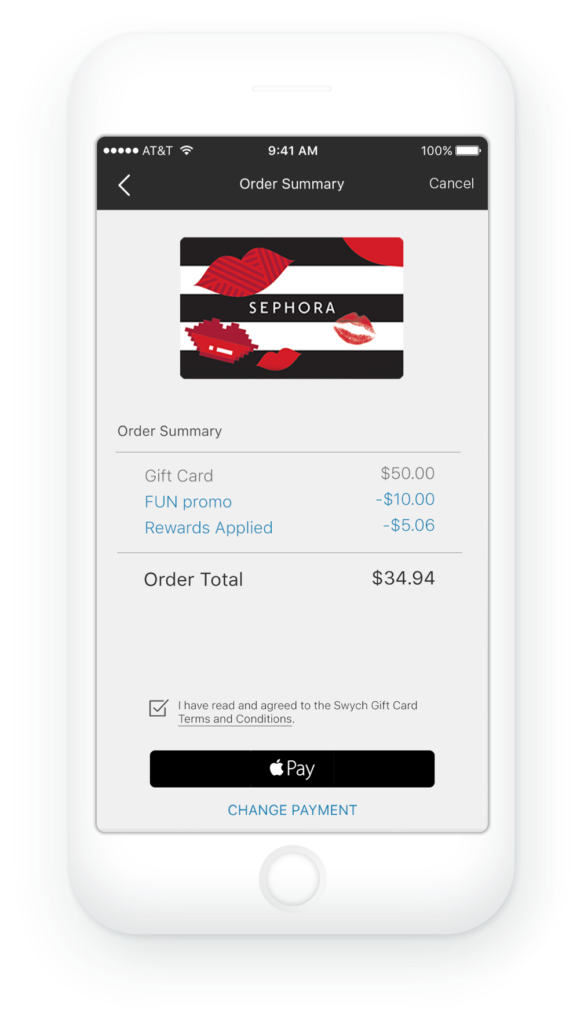 AT&T 9:41 AM 100%
Order Summary Cancel
SEPHORA
Order Summary
Gift Card $50.00
FUN promo -$10.00
Rewards Applied -$5.06
Order Total $34.94
I have read and agreed to the Swych Gift Card
Terms and Conditions.
Pay
CHANGE PAYMENT